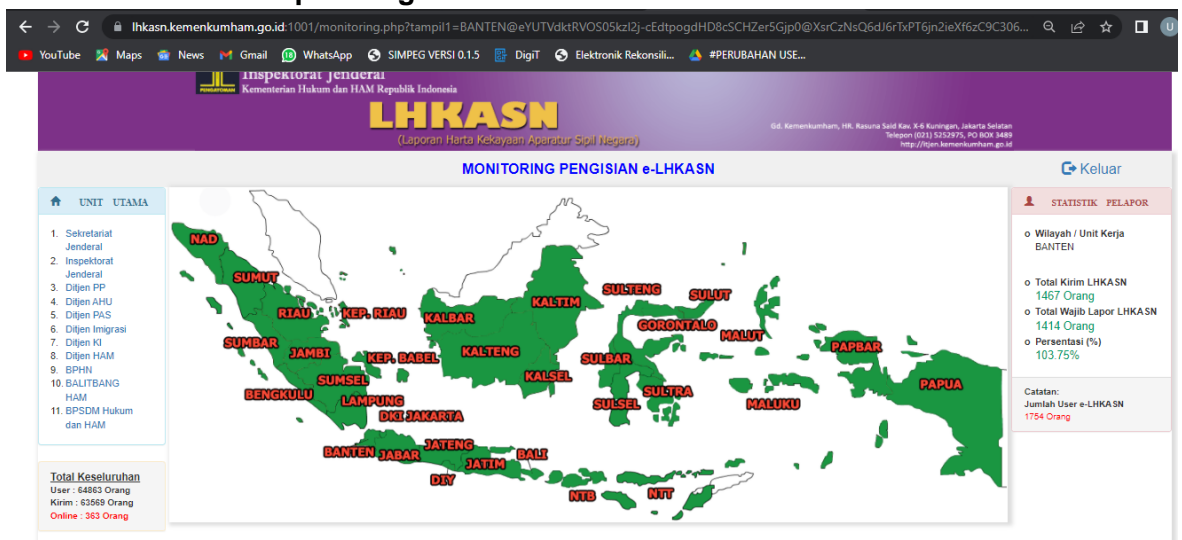 lhkasn.kemenkumham.go.id:1001/monitoring.php?tampil1=BANTEN@eYUTVdktRVOS05kzI2j-cEdtpogdHD8cSCHZer5Gjp0@XsrCzNsQ6dJ6rTxPT6jn2ieXf6zC9C306...
YouTube Maps News Gmail WhatsApp SIMPEG VERSI 0.1.5 DigiT Elektronik Rekonsili... #PERUBAHAN USE...
Inspektorat Jenderal
Kementerian Hukum dan HAM Republik Indonesia
PENGAYOMAN
LHKASN
(Laporan Harta Kekayaan Aparatur Sipil Negara)
Gd. Kemenkumham, HR. Rasuna Said Kav. X-6 Kuningan, Jakarta Selatan
Telepon (021) 5252975, PO BOX 3489
http://itjen.kemenkumham.go.id
MONITORING PENGISIAN e-LHKASN
Keluar
UNIT UTAMA
1. Sekretariat
Jenderal
2. Inspektorat
Jenderal
3. Ditjen PP
4. Ditjen AHU
5. Ditjen PAS
6. Ditjen Imigrasi
7. Ditjen KI
8. Ditjen HAM
9. BPHN
10. BALITBANG
HAM
11. BPSDM Hukum
dan HAM
Total Keseluruhan
User : 64863 Orang
Kirim : 63569 Orang
Online : 363 Orang
NAD
SUMUT
RIAU
KEP. RIAU
KALBAR
KALTIM
SULTENG
SULUT
GORONTALO
MALUT
SUMBAR
JAMBI
KEP. BABEL
KALTENG
SULBAR
PAPBAR
SUMSEL
KALSEL
BENGKULU
LAMPUNG
DKI JAKARTA
SULSEL
SULTRA
MALUKU
PAPUA
BANTEN
JABAR
JATENG
JATIM
BALI
DIY
NTB
NTT
STATISTIK PELAPOR
o Wilayah / Unit Kerja
BANTEN
o Total Kirim LHKASN
1467 Orang
o Total Wajib Lapor LHKASN
1414 Orang
o Persentasi (%)
103.75%
Catatan:
Jumlah User e-LHKASN
1754 Orang